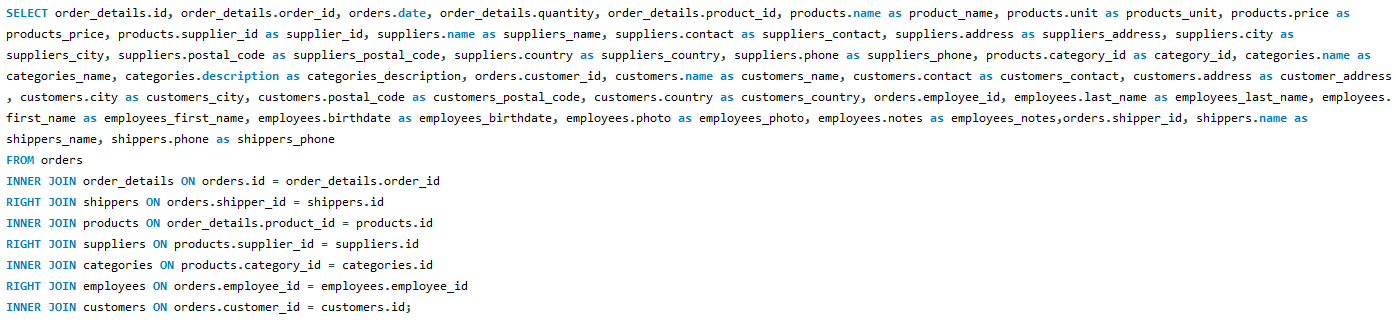 SELECT order_details.id, order_details.order_id, orders.date, order_details.quantity, order_details.product_id, products.name as product_name, products.unit as products_unit, products.price as
products_price, products.supplier_id as supplier_id, suppliers.name as suppliers_name, suppliers.contact as suppliers_contact, suppliers.address as suppliers_address, suppliers.city as
suppliers_city, suppliers.postal_code as suppliers_postal_code, suppliers.country as suppliers_country, suppliers.phone as suppliers_phone, products.category_id as category_id, categories.name as
categories_name, categories.description as categories_description, orders.customer_id, customers.name as customers_name, customers.contact as customers_contact, customers.address as customer_address
, customers.city as customers_city, customers.postal_code as customers_postal_code, customers.country as customers_country, orders.employee_id, employees.last_name as employees_last_name, employees.
first_name as employees_first_name, employees.birthdate as employees_birthdate, employees.photo as employees_photo, employees.notes as employees_notes,orders.shipper_id, shippers.name as
shippers_name, shippers.phone as shippers_phone
FROM orders
INNER JOIN order_details ON orders.id = order_details.order_id
RIGHT JOIN shippers ON orders.shipper_id = shippers.id
INNER JOIN products ON order_details.product_id = products.id
RIGHT JOIN suppliers ON products.supplier_id = suppliers.id
INNER JOIN categories ON products.category_id = categories.id
RIGHT JOIN employees ON orders.employee_id = employees.employee_id
INNER JOIN customers ON orders.customer_id = customers.id;